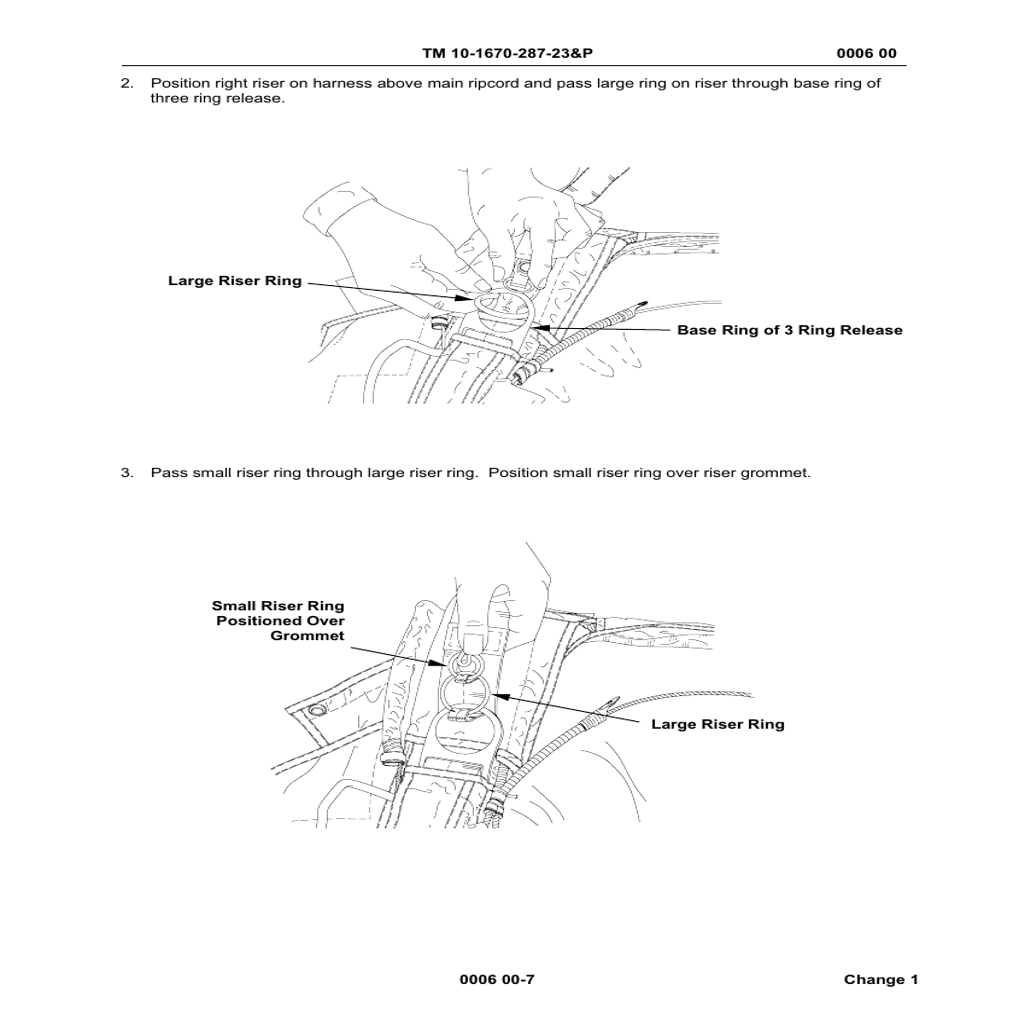 TM 10-1670-287-23&P 0006 00
2. Position right riser on harness above main ripcord and pass large ring on riser through base ring of
three ring release.
Large Riser Ring
Base Ring of 3 Ring Release
3. Pass small riser ring through large riser ring. Position small riser ring over riser grommet.
Small Riser Ring
Positioned Over
Grommet
Large Riser Ring
0006 00-7 Change 1